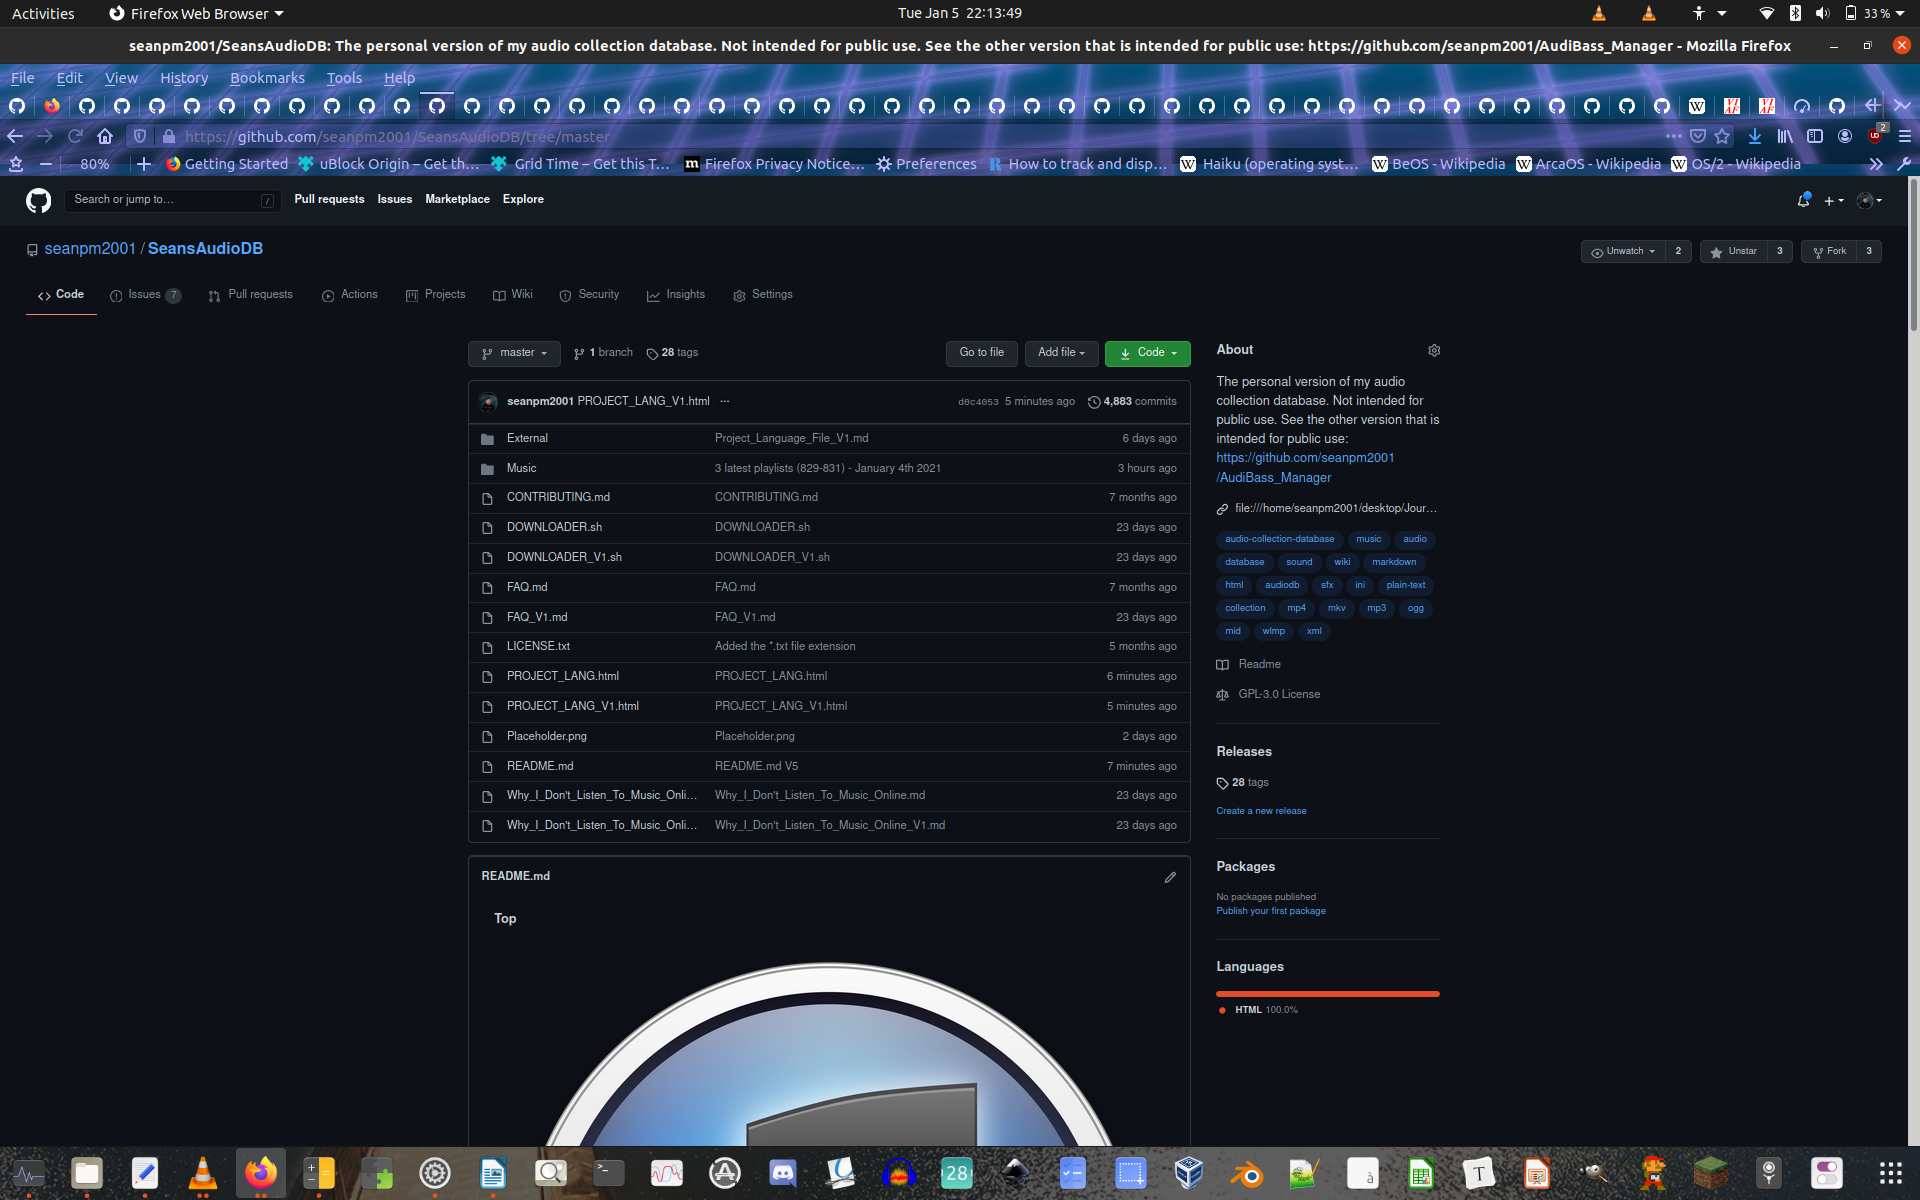 Activities
Firefox Web Browser
Tue Jan 5 22:13:49
33 %
seanpm2001/SeansAudioDB: The personal version of my audio collection database. Not intended for public use. See the other version that is intended for public use: https://github.com/seanpm2001/AudiBass_Manager - Mozilla Firefox
File Edit View History Bookmarks Tools Help
https://github.com/seanpm2001/SeansAudioDB/tree/master
2
80%
Getting Started
uBlock Origin – Get th…
Grid Time – Get this T…
Firefox Privacy Notice…
Preferences
How to track and disp…
Haiku (operating syst…
BeOS - Wikipedia
ArcaOS - Wikipedia
OS/2 - Wikipedia
Search or jump to…
/
Pull requests Issues Marketplace Explore
seanpm2001 / SeansAudioDB
Unwatch 2
Unstar 3
Fork 3
Code
Issues 7
Pull requests
Actions
Projects
Wiki
Security
Insights
Settings
master
1 branch
28 tags
Go to file
Add file
Code
seanpm2001 PROJECT_LANG_V1.html ...
d0c4053 5 minutes ago
4,883 commits
External Project_Language_File_V1.md 6 days ago
Music 3 latest playlists (829-831) - January 4th 2021 3 hours ago
CONTRIBUTING.md CONTRIBUTING.md 7 months ago
DOWNLOADER.sh DOWNLOADER.sh 23 days ago
DOWNLOADER_V1.sh DOWNLOADER_V1.sh 23 days ago
FAQ.md FAQ.md 7 months ago
FAQ_V1.md FAQ_V1.md 23 days ago
LICENSE.txt Added the *.txt file extension 5 months ago
PROJECT_LANG.html PROJECT_LANG.html 6 minutes ago
PROJECT_LANG_V1.html PROJECT_LANG_V1.html 5 minutes ago
Placeholder.png Placeholder.png 2 days ago
README.md README.md V5 7 minutes ago
Why_I_Don't_Listen_To_Music_Onli… Why_I_Don't_Listen_To_Music_Online.md 23 days ago
Why_I_Don't_Listen_To_Music_Onli… Why_I_Don't_Listen_To_Music_Online_V1.md 23 days ago
README.md
Top
About
The personal version of my audio
collection database. Not intended for
public use. See the other version that is
intended for public use:
https://github.com/seanpm2001
/AudiBass_Manager
file:///home/seanpm2001/desktop/Jour…
audio-collection-database music audio
database sound wiki markdown
html audiodb sfx ini plain-text
collection mp4 mkv mp3 ogg
mid wlmp xml
Readme
GPL-3.0 License
Releases
28 tags
Create a new release
Packages
No packages published
Publish your first package
Languages
HTML 100.0%
28